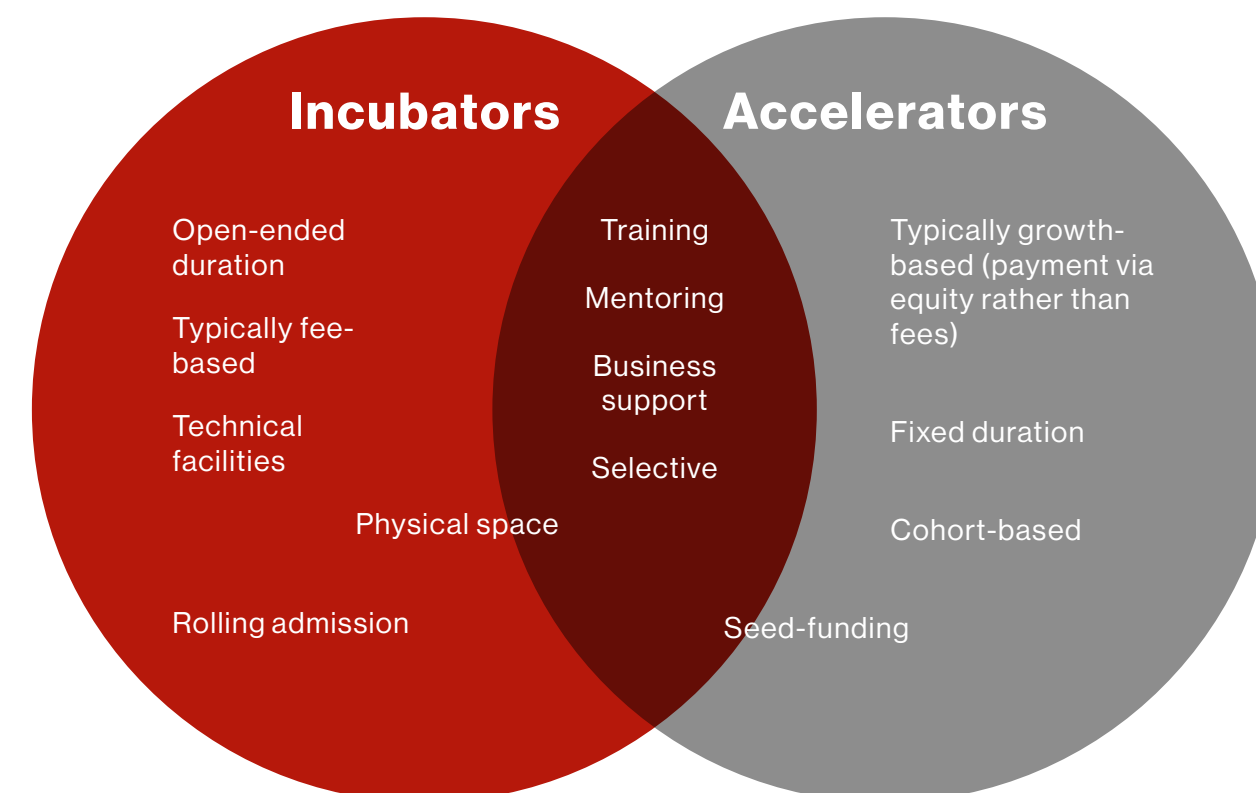 Incubators
Open-ended
duration
Typically fee-
based
Technical
facilities
Physical space
Rolling admission
Training
Mentoring
Business
support
Selective
Accelerators
Typically growth-
based (payment via
equity rather than
fees)
Fixed duration
Cohort-based
Seed-funding